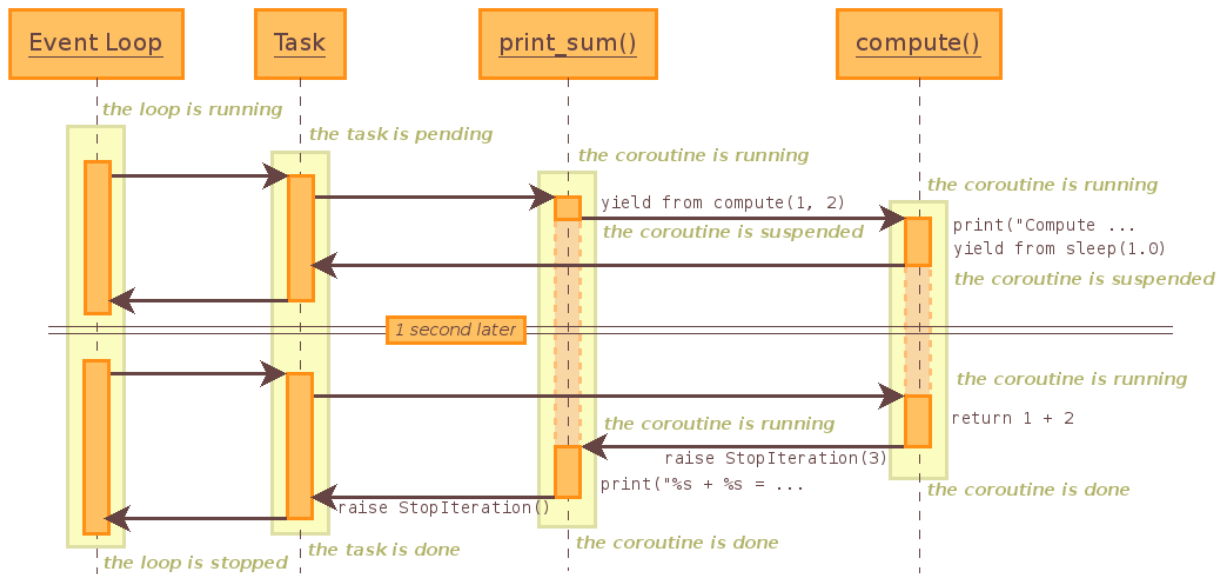 Event Loop
Task
print_sum()
compute()
the loop is running
the task is pending
the coroutine is running
the coroutine is running
yield from compute(1, 2)
print("Compute ...
the coroutine is suspended
yield from sleep(1.0)
the coroutine is suspended
1 second later
the coroutine is running
the coroutine is running
return 1 + 2
raise StopIteration(3)
print("%s + %s = ...
the coroutine is done
raise StopIteration()
the task is done
the coroutine is done
the loop is stopped